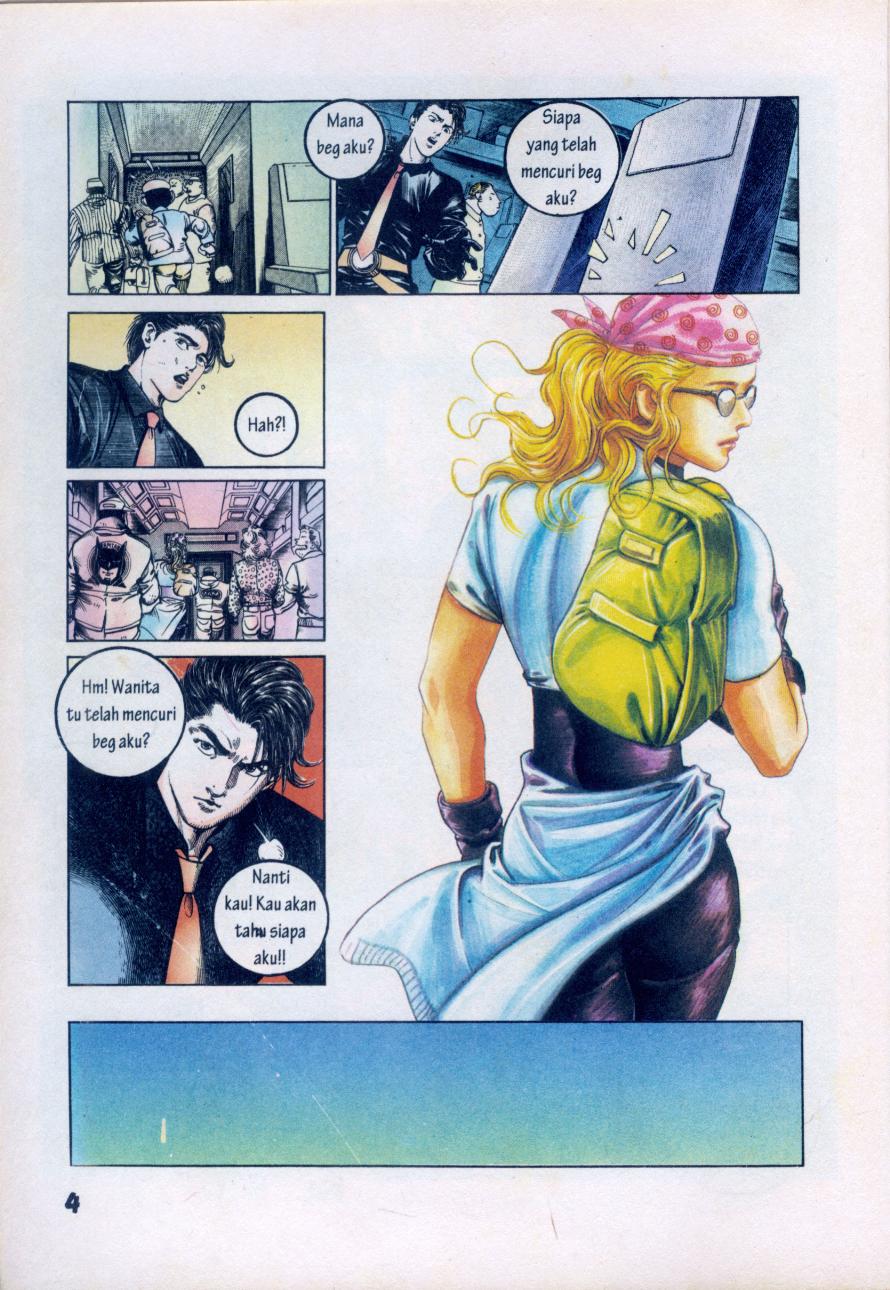 Mana
beg aku?
Siapa
yang telah
mencuri beg
aku?
Hah?!
Hm! Wanita
tu telah mencuri
beg aku?
Nanti
kau! Kau akan
tahu siapa
aku!!
4